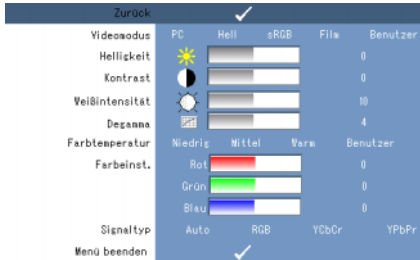 Zurück
Videomodus PC Hell sRGB Film Benutzer
Helligkeit 0
Kontrast 0
Weißintensität 10
Degamma 4
Farbtemperatur Niedrig Mittel Warm Benutzer
Farbeinst. Rot 0
Grün 0
Blau 0
Signaltyp Auto RGB YCbCr YPbPr
Menü beenden